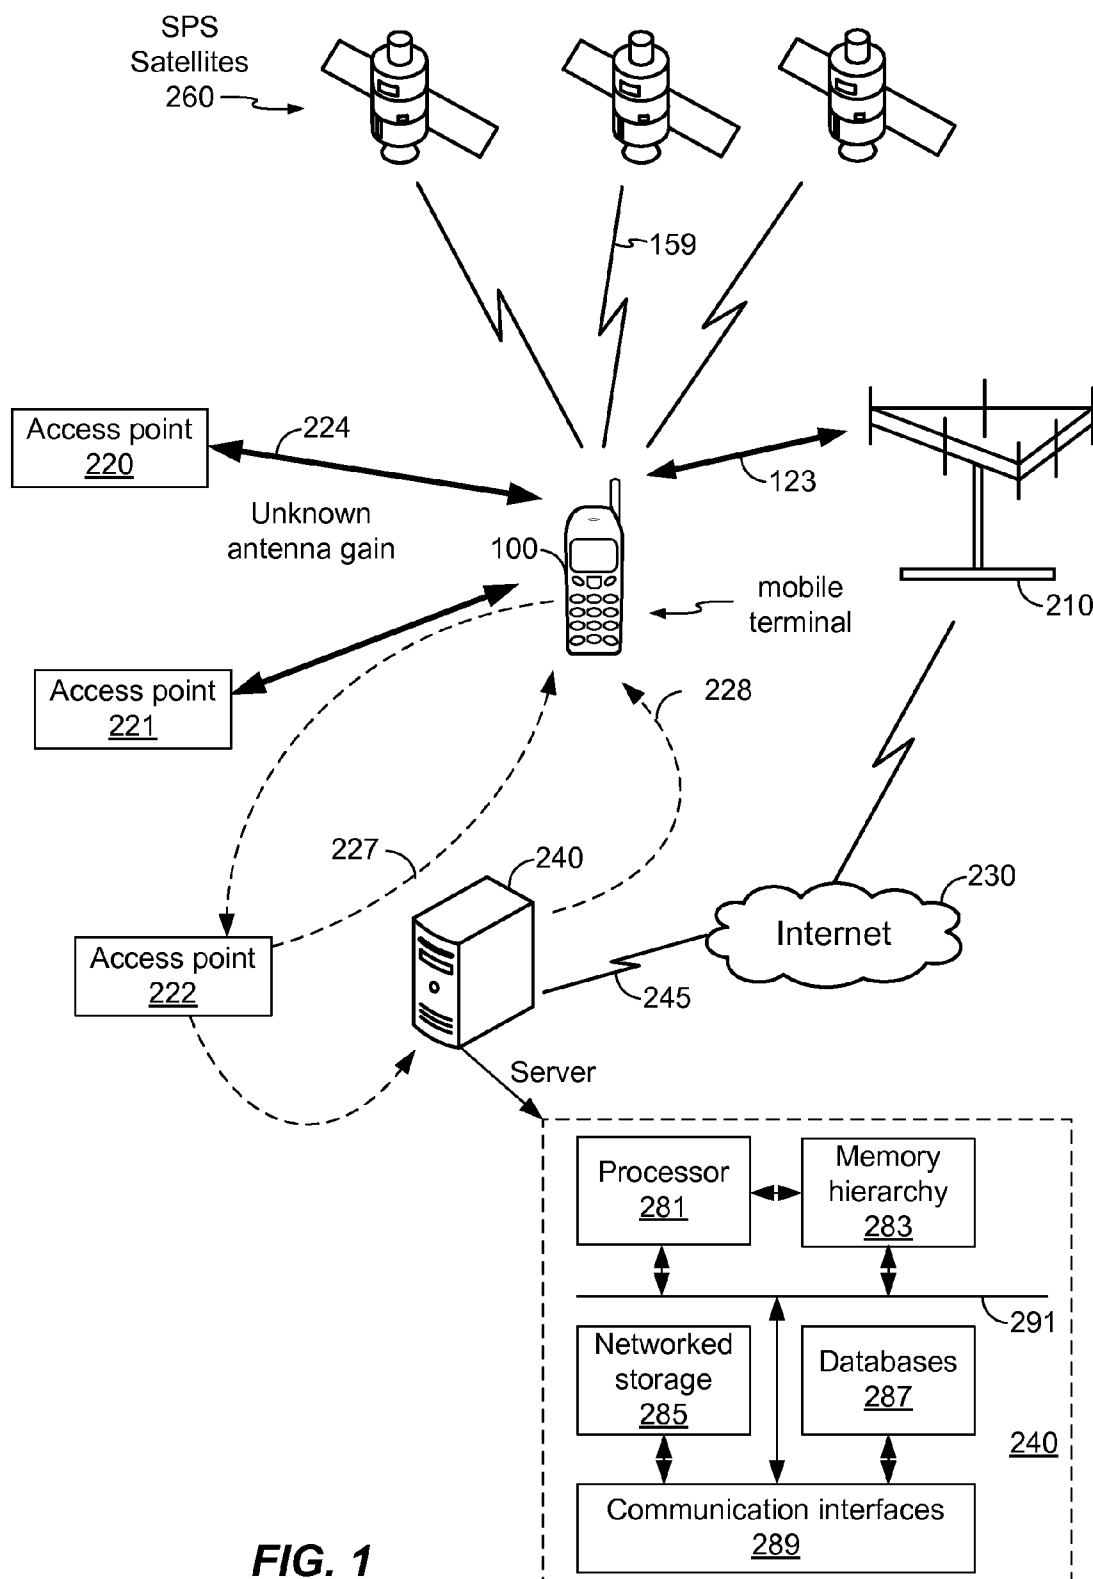 SPS
Satellites
260
159
Access point
220
224
123
Unknown
antenna gain
100
mobile
terminal
210
Access point
221
228
227
240
230
Internet
Access point
222
245
Server
Processor
281
Memory
hierarchy
283
291
Networked
storage
285
Databases
287
240
Communication interfaces
289
FIG. 1